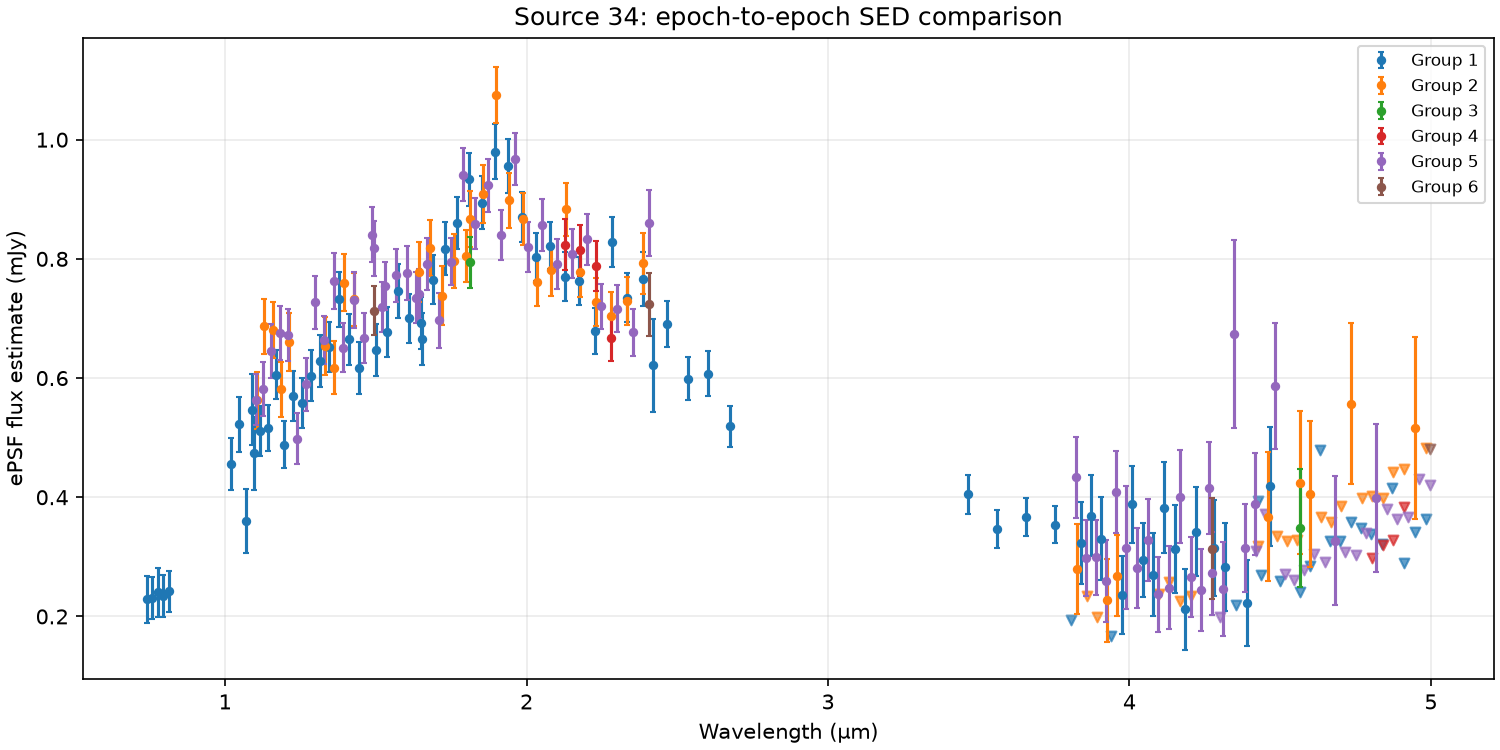 Source 34: epoch-to-epoch SED comparison
ePSF flux estimate (mJy)
1.0
0.8
0.6
0.4
0.2
1 2 3 4 5
Wavelength (μm)
Group 1
Group 2
Group 3
Group 4
Group 5
Group 6